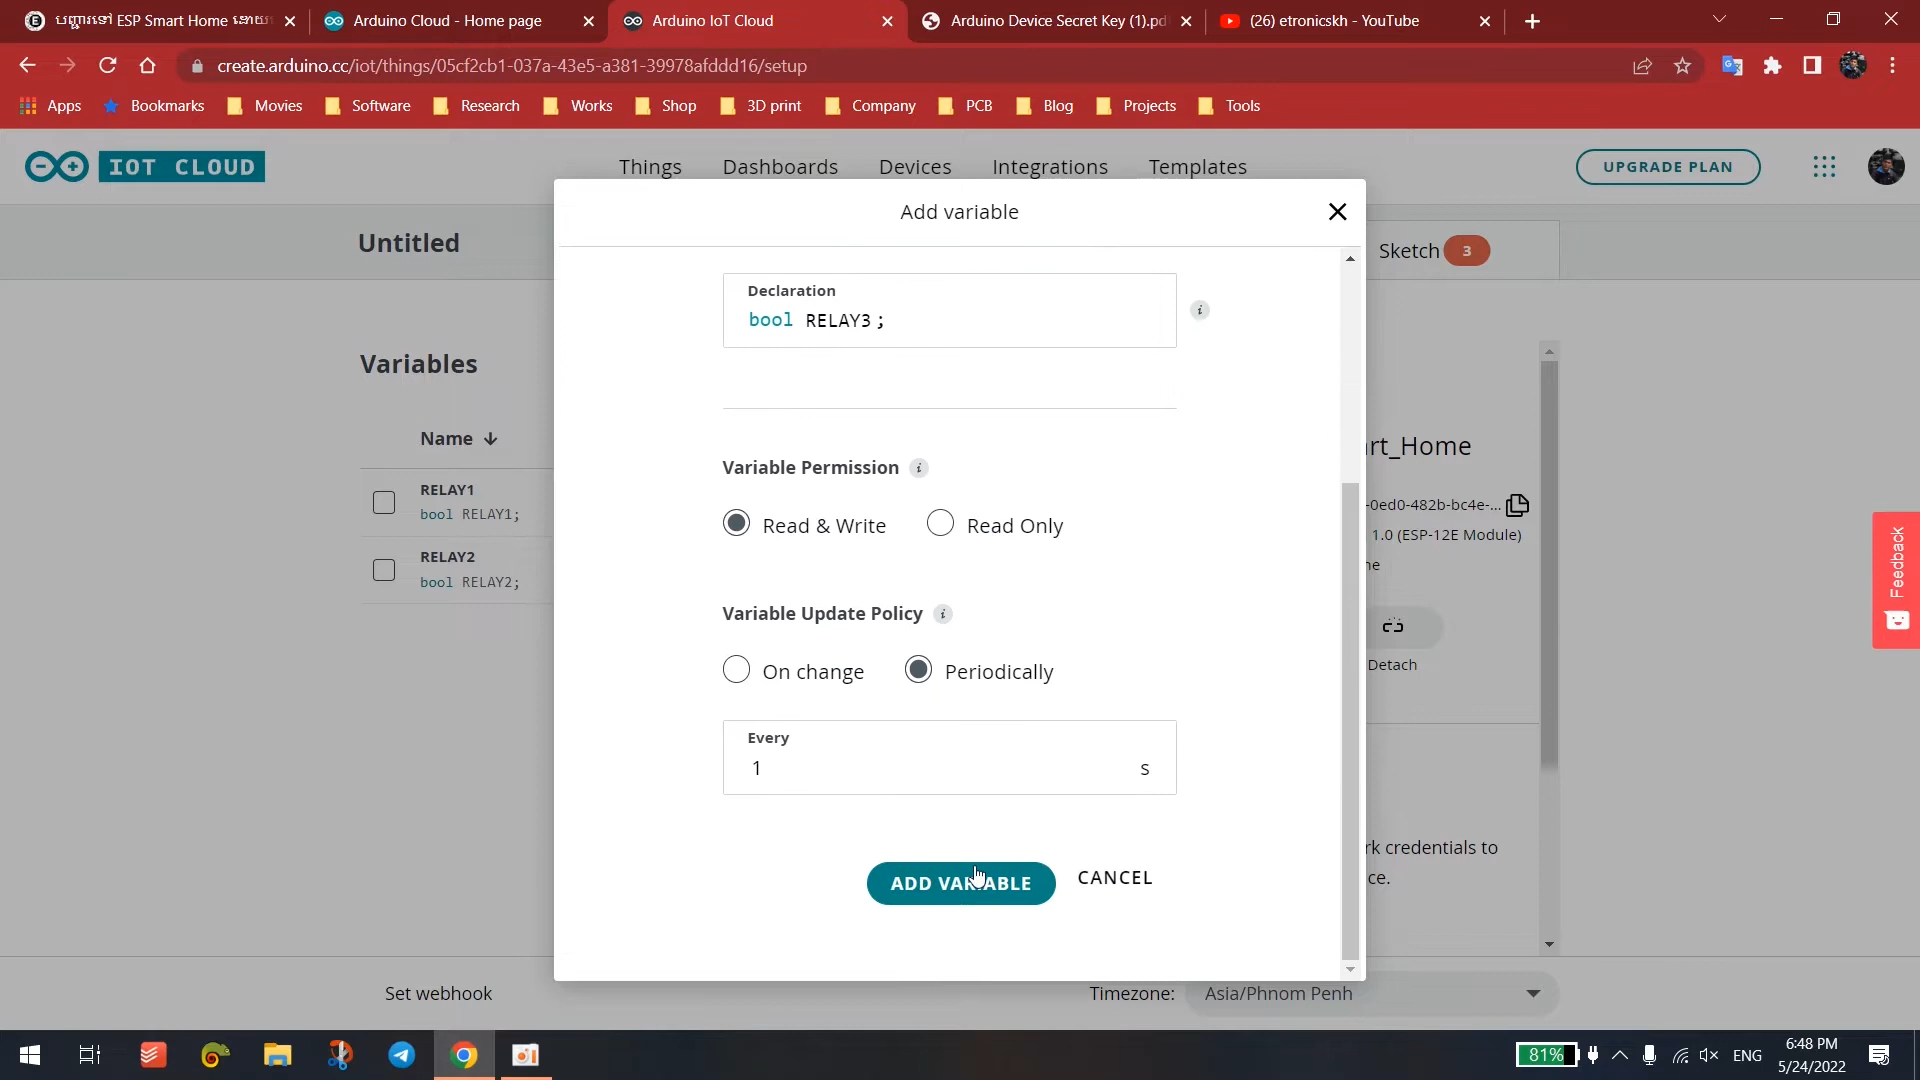 បញ្ជារទៅ ESP Smart Home ដោយ
Arduino Cloud - Home page
Arduino IoT Cloud
Arduino Device Secret Key (1).pd
(26) etronicskh - YouTube
create.arduino.cc/iot/things/05cf2cb1-037a-43e5-a381-39978afddd16/setup
Apps
Bookmarks
Movies
Software
Research
Works
Shop
3D print
Company
PCB
Blog
Projects
Tools
IOT CLOUD
Things
Dashboards
Devices
Integrations
Templates
UPGRADE PLAN
Add variable
Untitled
Sketch 3
Declaration
bool RELAY3 ;
Variables
Name
rt_Home
Variable Permission
RELAY1
bool RELAY1;
-0ed0-482b-bc4e-...
Read & Write
Read Only
1.0 (ESP-12E Module)
RELAY2
bool RELAY2;
ne
Feedback
Variable Update Policy
On change
Periodically
Detach
Every
1 s
rk credentials to
ce.
ADD VARIABLE
CANCEL
Set webhook
Timezone:
Asia/Phnom Penh
81%
ENG
6:48 PM
5/24/2022